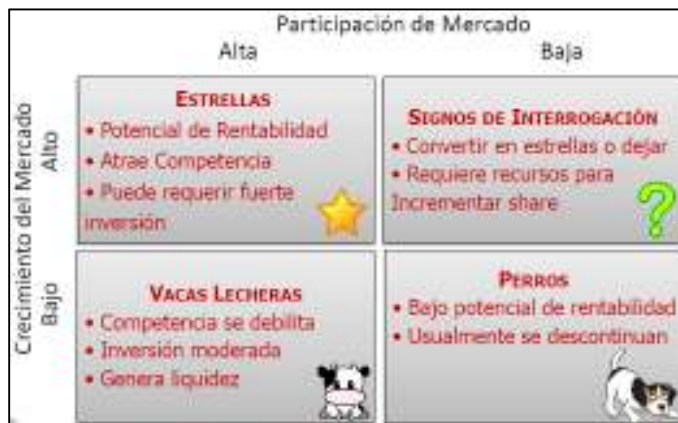 Participación de Mercado
Alta
Baja
Crecimiento del Mercado
Alto
Bajo
ESTRELLAS
• Potencial de Rentabilidad
• Atrae Competencia
• Puede requerir fuerte
inversión
SIGNOS DE INTERROGACIÓN
• Convertir en estrellas o dejar
• Requiere recursos para
Incrementar share
VACAS LECHERAS
• Competencia se debilita
• Inversión moderada
• Genera liquidez
PERROS
• Bajo potencial de rentabilidad
• Usualmente se descontinuan